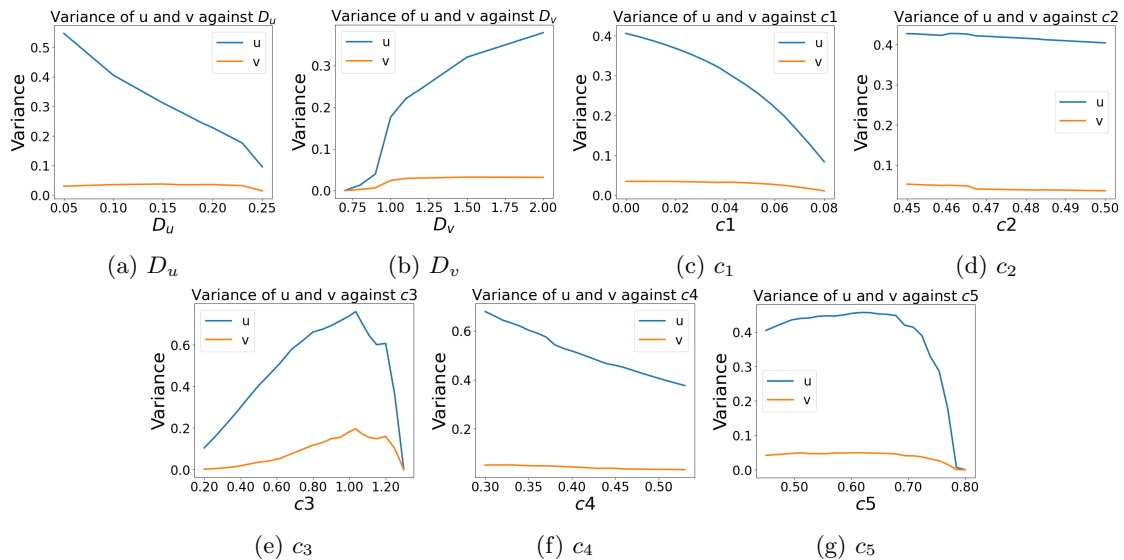 Variance of u and v against D_u
Variance
0.5
0.4
0.3
0.2
0.1
0.0
u
v
0.05 0.10 0.15 0.20 0.25
D_u
(a) D_u
Variance of u and v against D_v
Variance
0.3
0.2
0.1
0.0
u
v
0.75 1.00 1.25 1.50 1.75 2.00
D_v
(b) D_v
Variance of u and v against c1
Variance
0.4
0.3
0.2
0.1
0.0
u
v
0.00 0.02 0.04 0.06 0.08
c1
(c) c_1
Variance of u and v against c2
Variance
0.4
0.3
0.2
0.1
u
v
0.45 0.46 0.47 0.48 0.49 0.50
c2
(d) c_2
Variance of u and v against c3
Variance
0.6
0.4
0.2
0.0
u
v
0.20 0.40 0.60 0.80 1.00 1.20
c3
(e) c_3
Variance of u and v against c4
Variance
0.6
0.4
0.2
u
v
0.30 0.35 0.40 0.45 0.50
c4
(f) c_4
Variance of u and v against c5
Variance
0.4
0.3
0.2
0.1
0.0
u
v
0.50 0.60 0.70 0.80
c5
(g) c_5